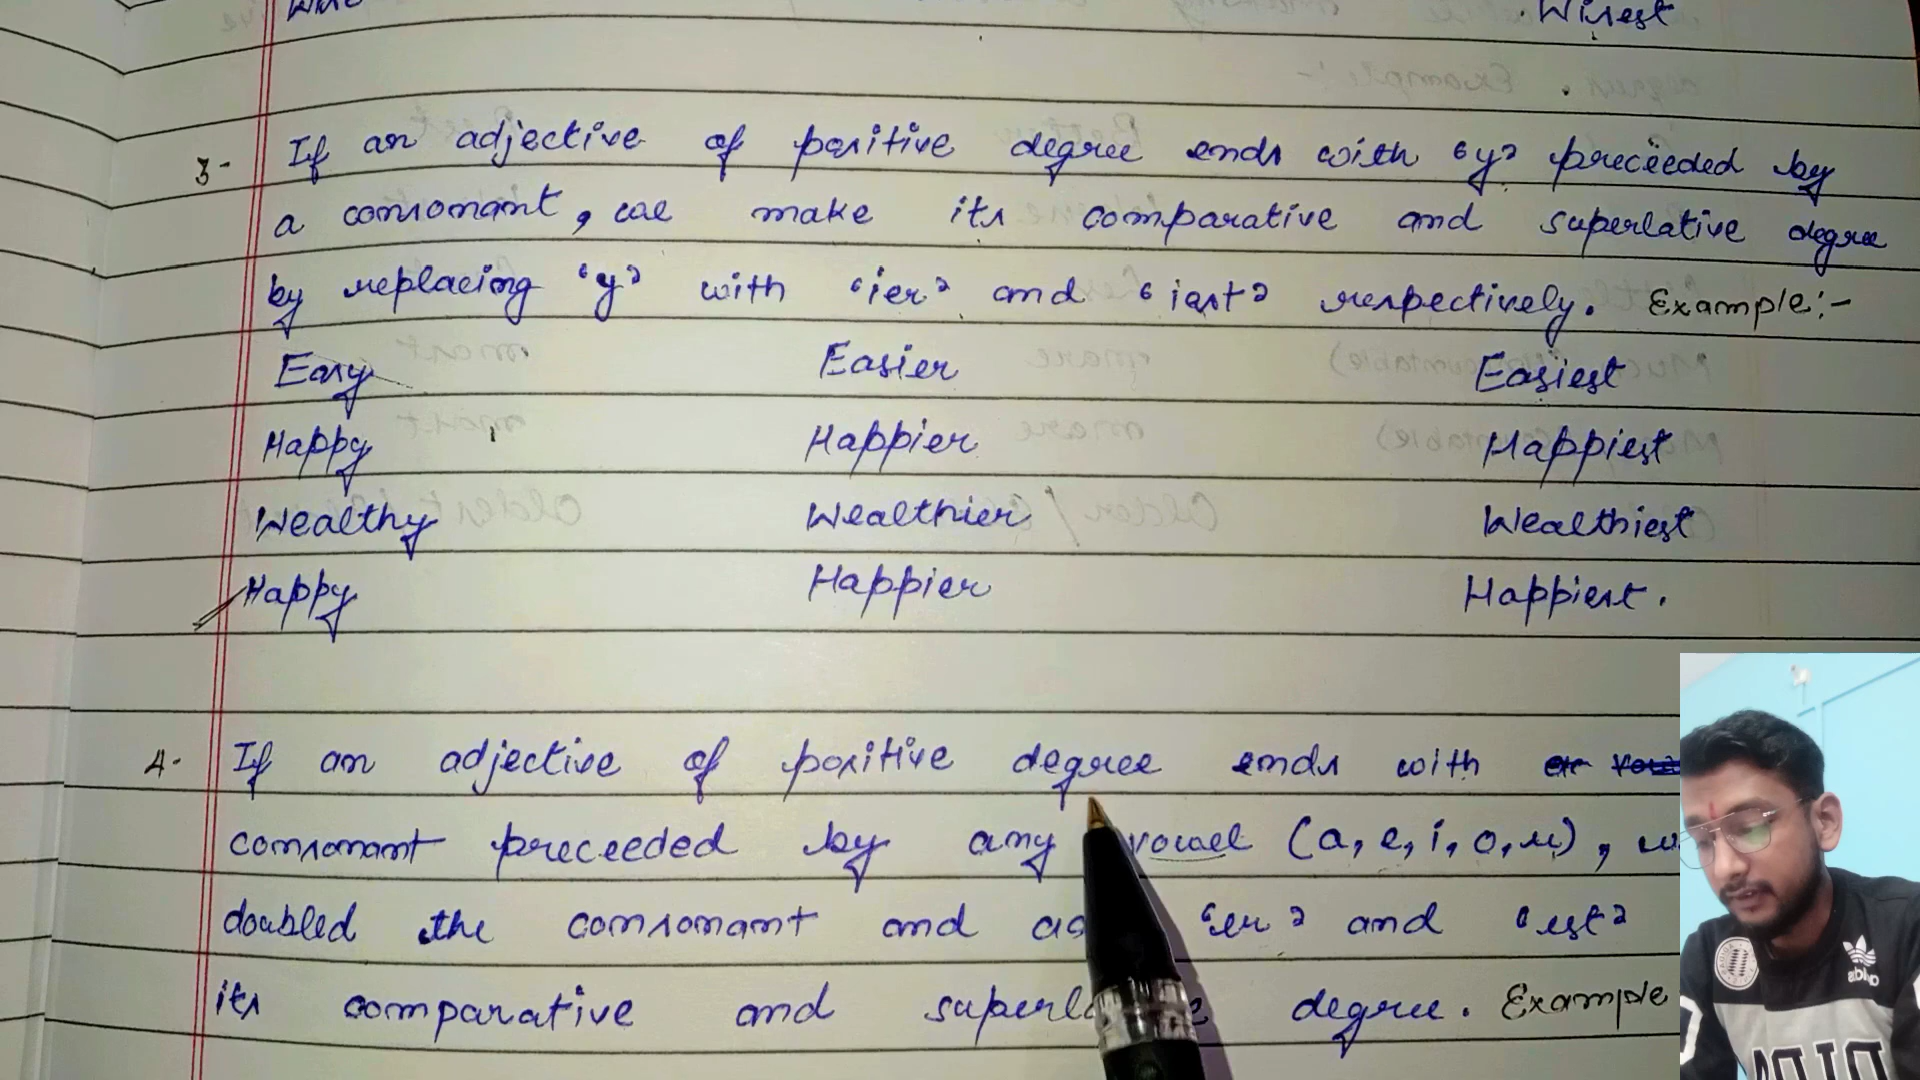 Wisest
3- If an adjective of positive degree ends with 'y' preceeded by
a consonant, we make its comparative and superlative degree
by replacing 'y' with 'ier' and 'iest' respectively. Example:-
Easy Easier Easiest
Happy Happier Happiest
Wealthy Wealthier Wealthiest
Happy Happier Happiest.
4- If an adjective of positive degree ends with
consonant preceeded by any vowel (a, e, i, o, u),
doubled the consonant and 'er' and 'est'
its comparative and degree. Example